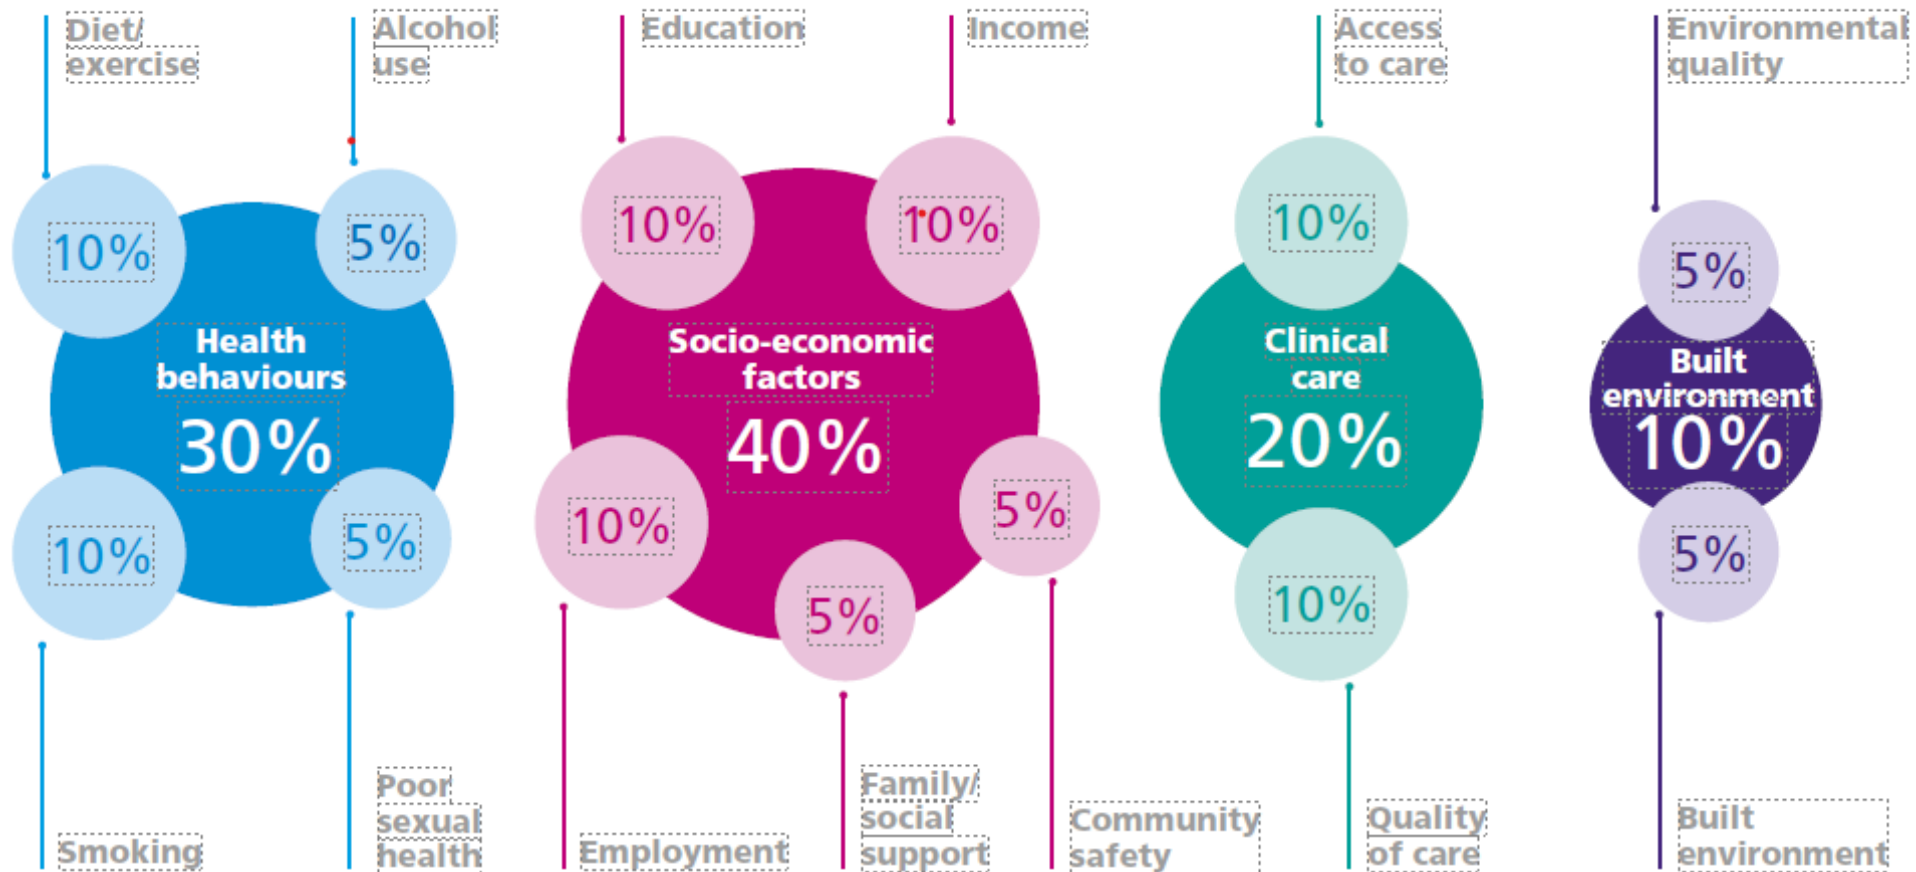 Diet/
exercise
Alcohol
use
Education
Income
Access
to care
Environmental
quality
10%
5%
10%
10%
10%
5%
Health
behaviours
30%
Socio-economic
factors
40%
Clinical
care
20%
Built
environment
10%
10%
5%
10%
5%
5%
10%
5%
Smoking
Poor
sexual
health
Employment
Family/
social
support
Community
safety
Quality
of care
Built
environment